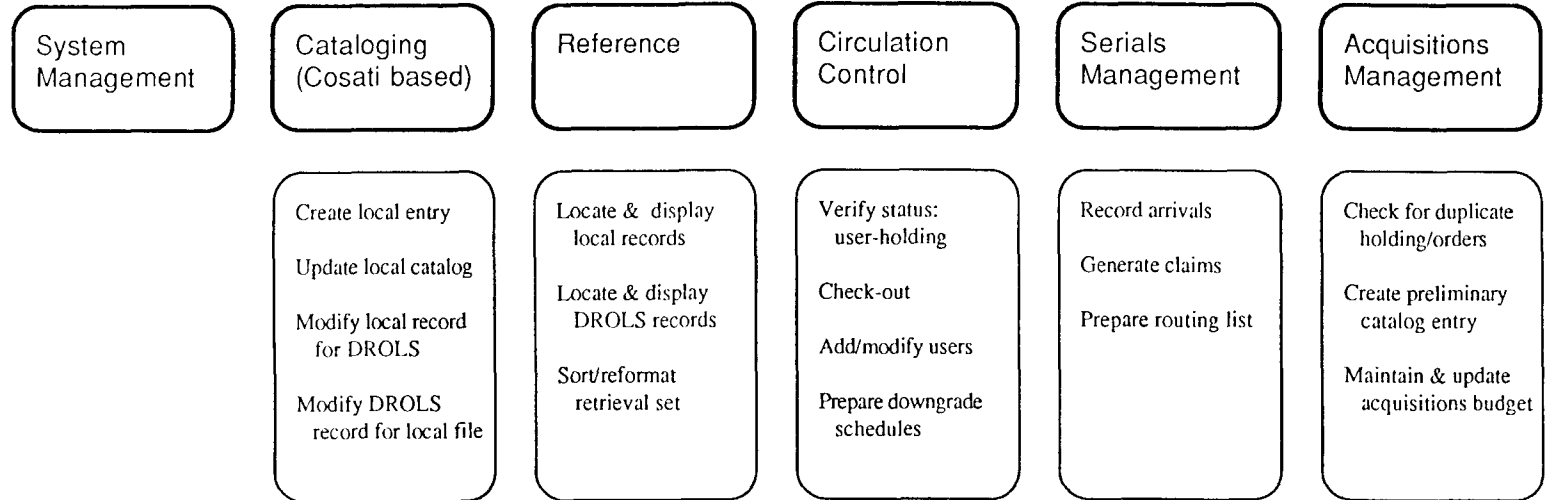 System
Management
Cataloging
(Cosati based)
Reference
Circulation
Control
Serials
Management
Acquisitions
Management
Create local entry
Update local catalog
Modify local record
for DROLS
Modify DROLS
record for local file
Locate & display
local records
Locate & display
DROLS records
Sort/reformat
retrieval set
Verify status:
user-holding
Check-out
Add/modify users
Prepare downgrade
schedules
Record arrivals
Generate claims
Prepare routing list
Check for duplicate
holding/orders
Create preliminary
catalog entry
Maintain & update
acquisitions budget